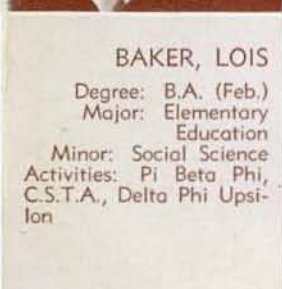 BAKER, LOIS
Degree: B.A. (Feb.)
Major: Elementary
Education
Minor: Social Science
Activities: Pi Beta Phi,
C.S.T.A., Delta Phi Upsi-
lon